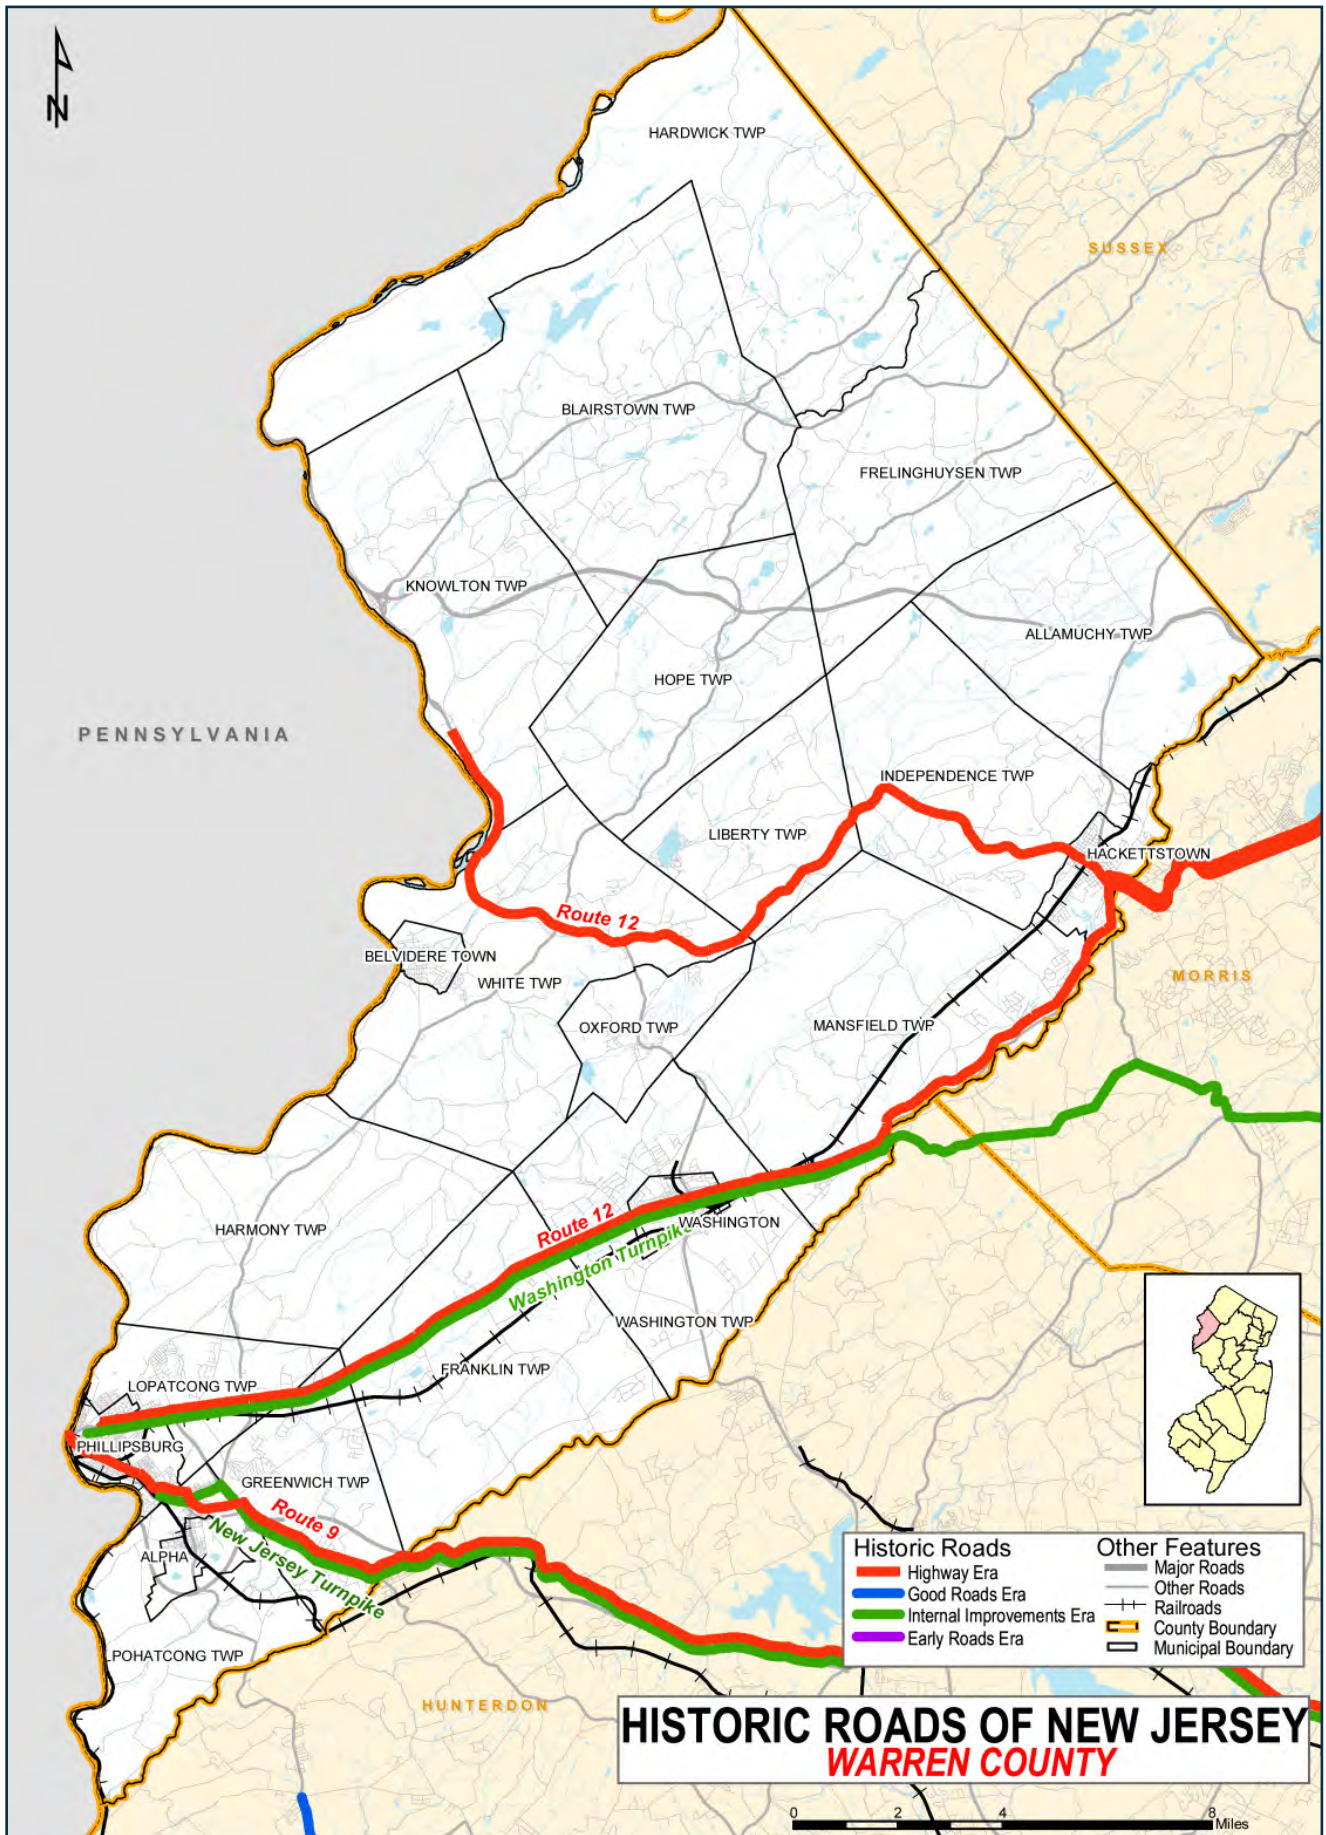 N
HARDWICK TWP
SUSSEX
BLAIRSTOWN TWP
FRELINGHUYSEN TWP
KNOWLTON TWP
ALLAMUCHY TWP
HOPE TWP
PENNSYLVANIA
INDEPENDENCE TWP
LIBERTY TWP
HACKETTSTOWN
Route 12
BELVIDERE TOWN
WHITE TWP
MORRIS
OXFORD TWP
MANSFIELD TWP
HARMONY TWP
Route 12
WASHINGTON
Washington Turnpike
WASHINGTON TWP
FRANKLIN TWP
LOPATCONG TWP
PHILLIPSBURG
GREENWICH TWP
Route 9
New Jersey Turnpike
ALPHA
POHATCONG TWP
HUNTERDON
Historic Roads
Highway Era
Good Roads Era
Internal Improvements Era
Early Roads Era
Other Features
Major Roads
Other Roads
Railroads
County Boundary
Municipal Boundary
HISTORIC ROADS OF NEW JERSEY
WARREN COUNTY
0 2 4 8
Miles